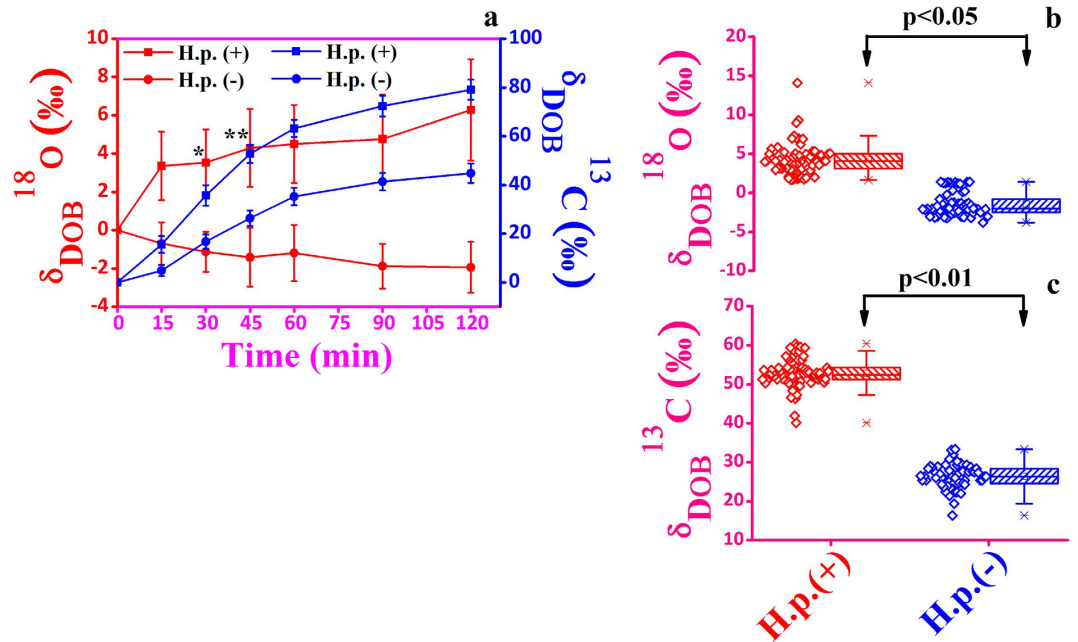 a
H.p. (+)
H.p. (-)
H.p. (+)
H.p. (-)
*
**
10
8
6
4
2
0
-2
-4
δDOB 18O (‰)
100
80
60
40
20
0
δDOB 13C (‰)
0 15 30 45 60 75 90 105 120
Time (min)
b
p<0.05
20
15
10
5
0
-5
-10
δDOB 18O (‰)
c
p<0.01
70
60
50
40
30
20
10
δDOB 13C (‰)
H.p.(+)
H.p.(-)